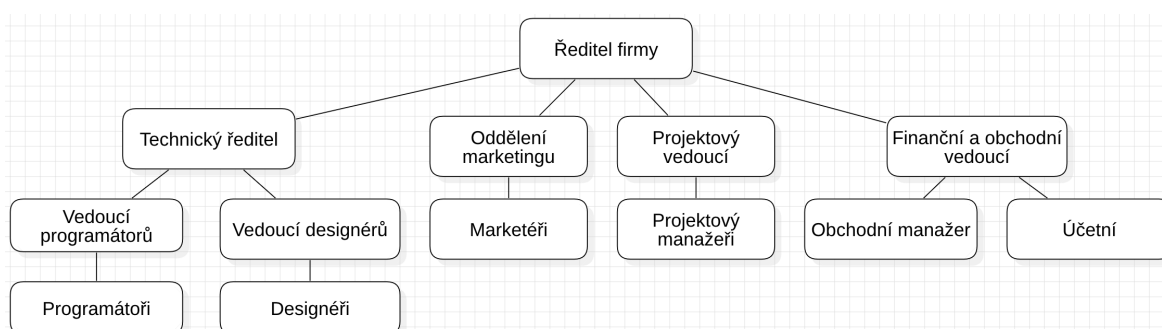 Ředitel firmy
Technický ředitel
Oddělení
marketingu
Projektový
vedoucí
Finanční a obchodní
vedoucí
Vedoucí
programátorů
Vedoucí designérů
Marketéři
Projektový
manažeři
Obchodní manažer
Účetní
Programátoři
Designéři